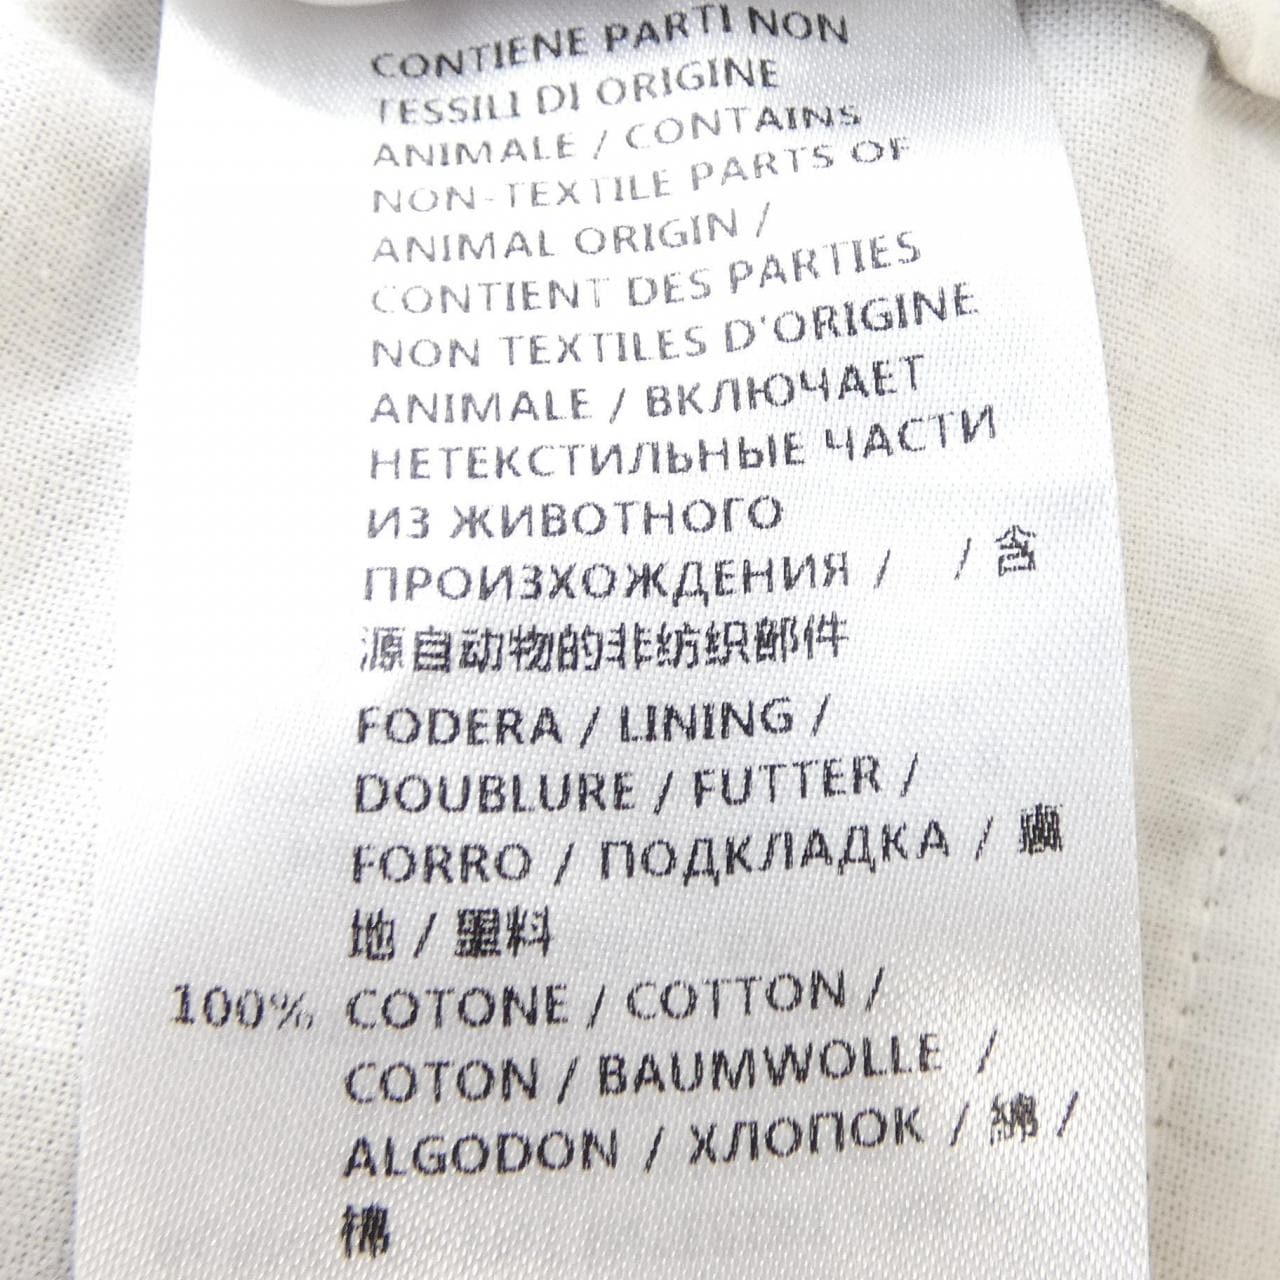 CONTIENE PARTI NON
TESSILI DI ORIGINE
ANIMALE / CONTAINS
NON-TEXTILE PARTS OF
ANIMAL ORIGIN /
CONTIENT DES PARTIES
NON TEXTILES D'ORIGINE
ANIMALE / ВКЛЮЧАЕТ
НЕТЕКСТИЛЬНЫЕ ЧАСТИ
ИЗ ЖИВОТНОГО
ПРОИЗХОЖДЕНИЯ / / 含
源自动物的非纺织部件
FODERA / LINING /
DOUBLURE / FUTTER /
FORRO / ПОДКЛАДКА / 裏
地 / 里料
100% COTONE / COTTON /
COTON / BAUMWOLLE /
ALGODON / ХЛОПОК / 綿 /
棉